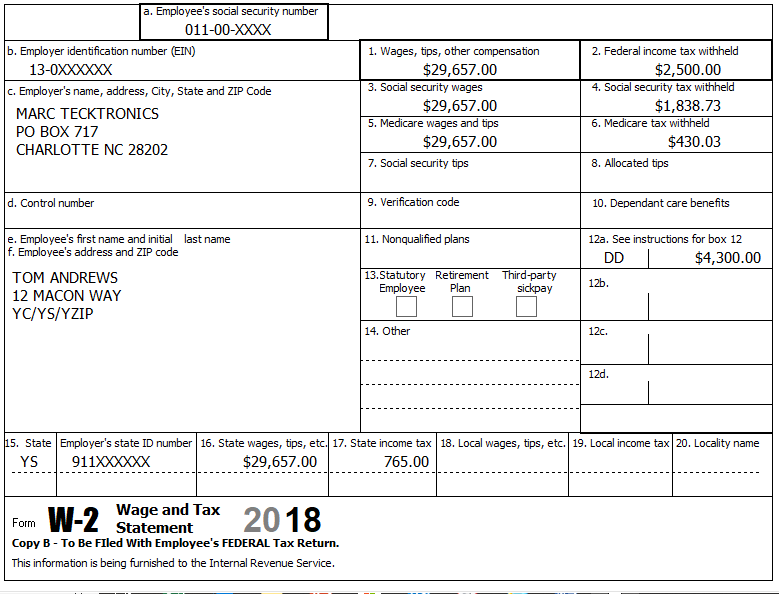 a. Employee's social security number
011-00-XXXX
b. Employer identification number (EIN)
13-0XXXXXX
1. Wages, tips, other compensation
$29,657.00
2. Federal income tax withheld
$2,500.00
c. Employer's name, address, City, State and ZIP Code
MARC TECKTRONICS
PO BOX 717
CHARLOTTE NC 28202
3. Social security wages
$29,657.00
4. Social security tax withheld
$1,838.73
5. Medicare wages and tips
$29,657.00
6. Medicare tax withheld
$430.03
7. Social security tips
8. Allocated tips
d. Control number
9. Verification code
10. Dependant care benefits
e. Employee's first name and initial last name
f. Employee's address and ZIP code
TOM ANDREWS
12 MACON WAY
YC/YS/YZIP
11. Nonqualified plans
12a. See instructions for box 12
DD $4,300.00
13.Statutory Employee
Retirement Plan
Third-party sickpay
12b.
14. Other
12c.
12d.
15. State Employer's state ID number 16. State wages, tips, etc. 17. State income tax 18. Local wages, tips, etc. 19. Local income tax 20. Locality name
YS 911XXXXXX $29,657.00 765.00
Form W-2 Wage and Tax Statement 2018
Copy B - To Be FIled With Employee's FEDERAL Tax Return.
This information is being furnished to the Internal Revenue Service.